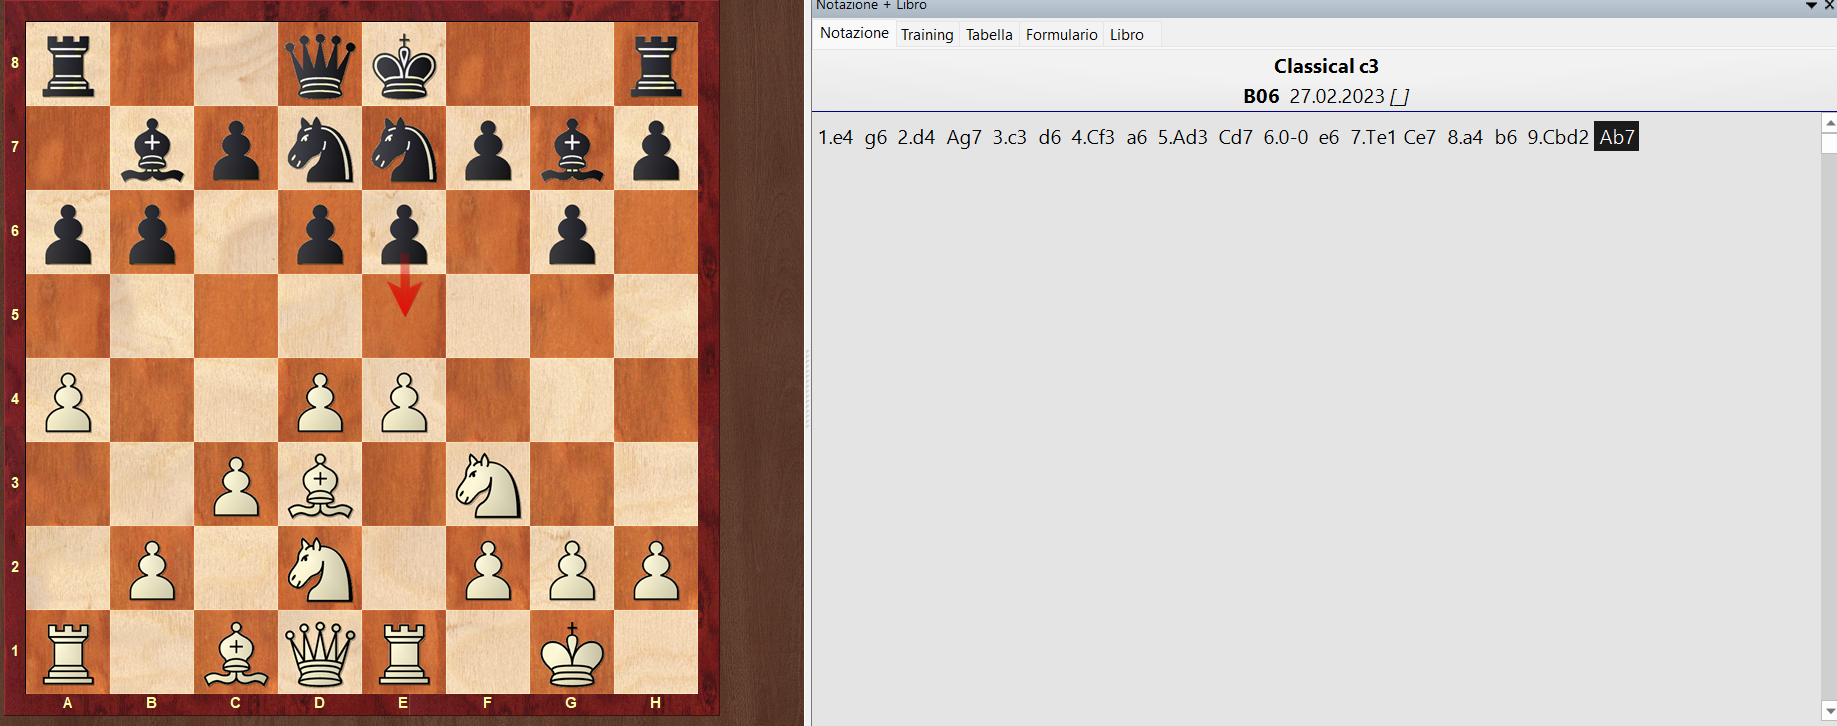 Notazione + Libro
Notazione Training Tabella Formulario Libro
Classical c3
B06 27.02.2023 [_]
1.e4 g6 2.d4 Ag7 3.c3 d6 4.Cf3 a6 5.Ad3 Cd7 6.0-0 e6 7.Te1 Ce7 8.a4 b6 9.Cbd2 Ab7
8
7
6
5
4
3
2
1
A B C D E F G H